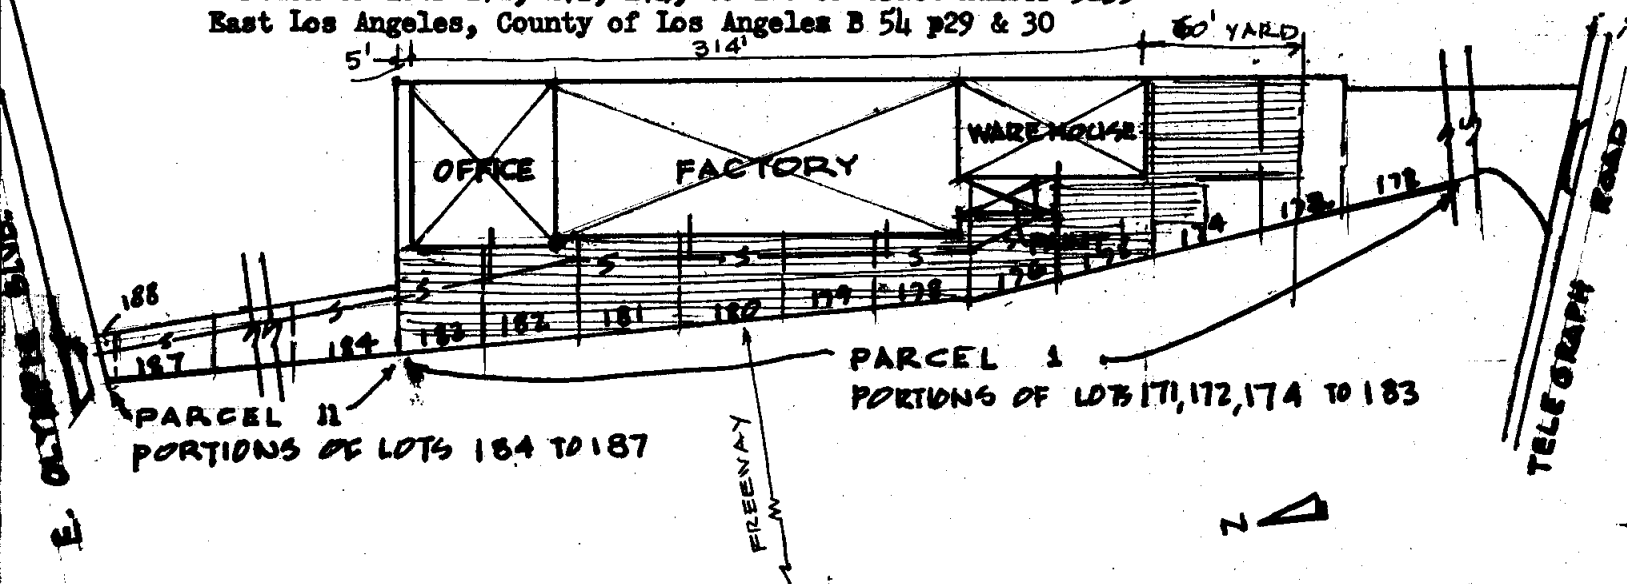 East Los Angeles, County of Los Angeles B 54 p29 & 30
5'
314'
60' YARD
OFFICE
FACTORY
WAREHOUSE
188
187
184
183
182
181
180
179
178
176
174
172
S
S
S
S
S
S
PARCEL 11
PORTIONS OF LOTS 184 TO 187
PARCEL 1
PORTIONS OF LOTS 171, 172, 174 TO 183
FREEWAY
E. OLYMPIC BLVD.
TELEGRAPH ROAD
N